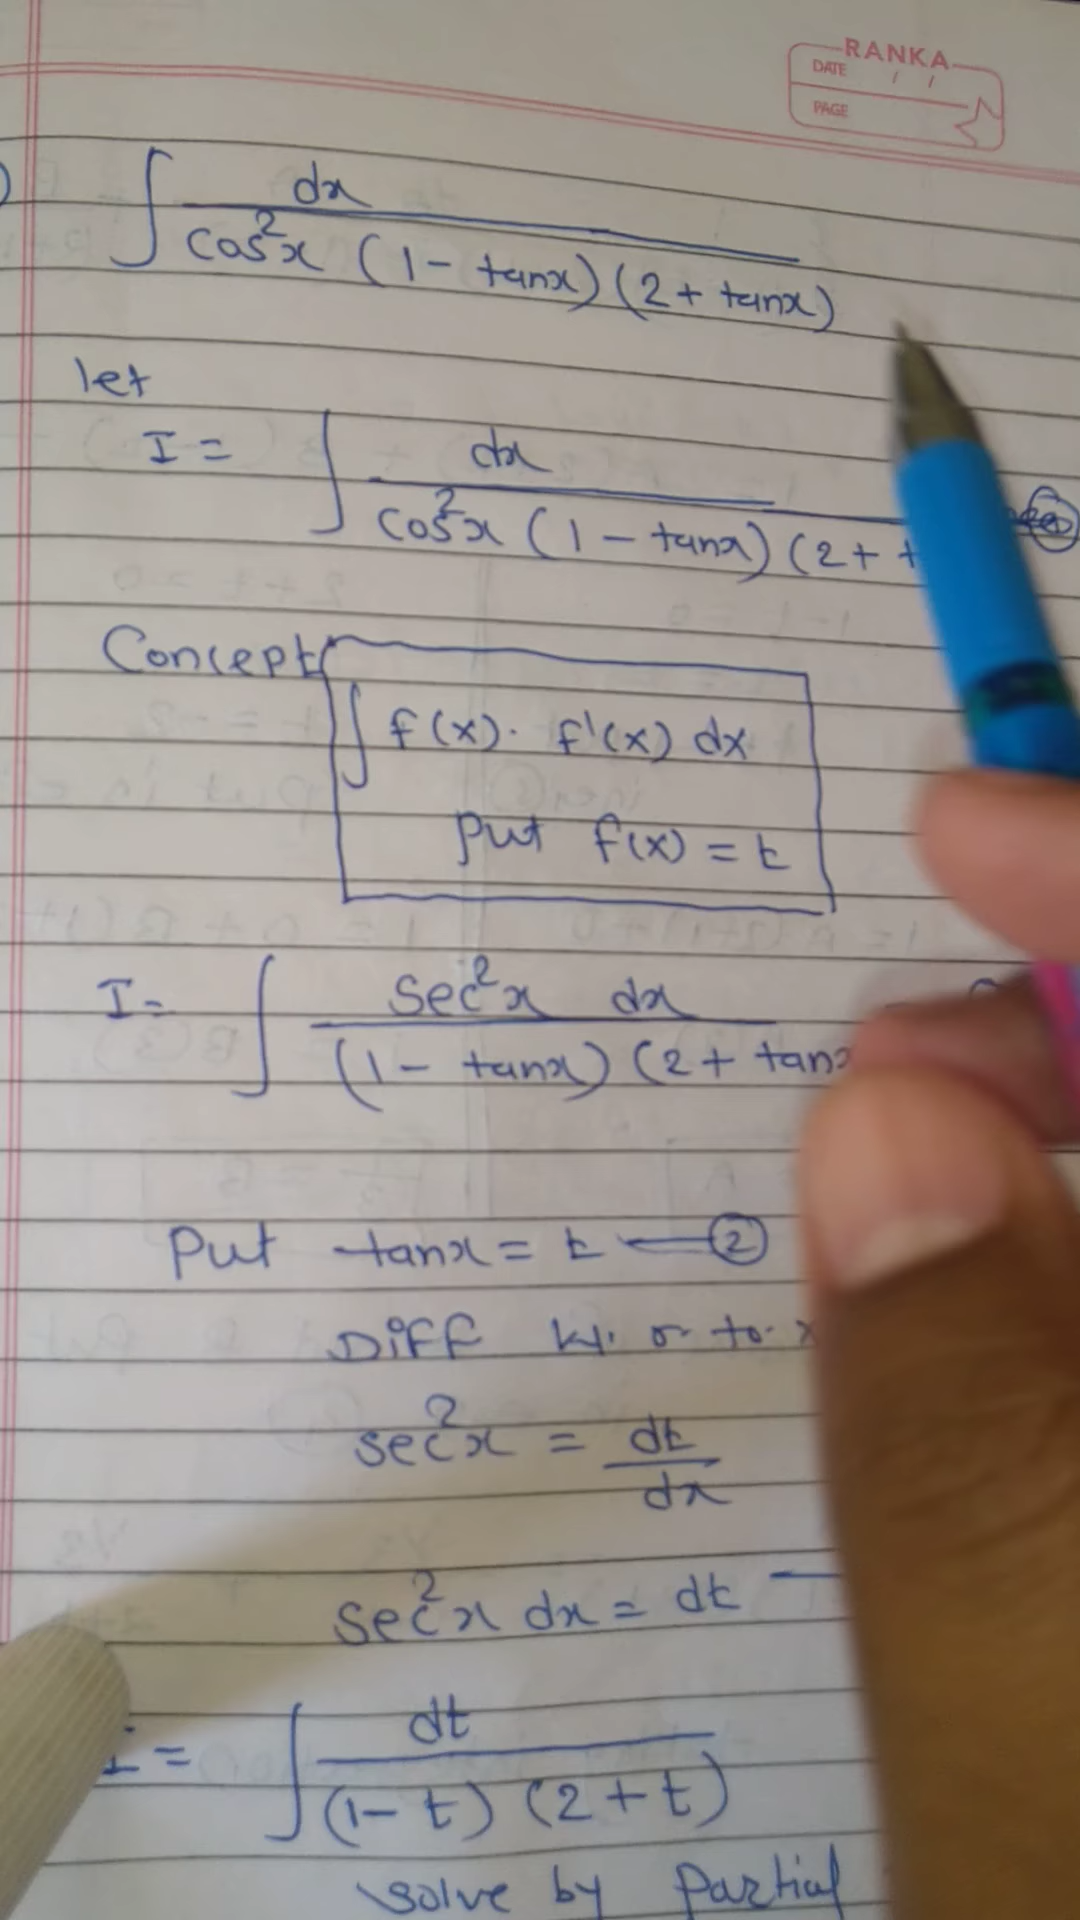 RANKA
DATE / /
PAGE
∫ dx / cos²x (1 - tanx) (2 + tanx)
let
I = ∫ dx / cos²x (1 - tanx) (2 +
Concept
∫ f(x). f'(x) dx
put f(x) = t
I = ∫ sec²x dx / (1 - tanx) (2 + tanx
Put tanx = t ②
Diff w. r to. x
sec²x = dt / dx
sec²x dx = dt
I = ∫ dt / (1 - t) (2 + t)
solve by Partial